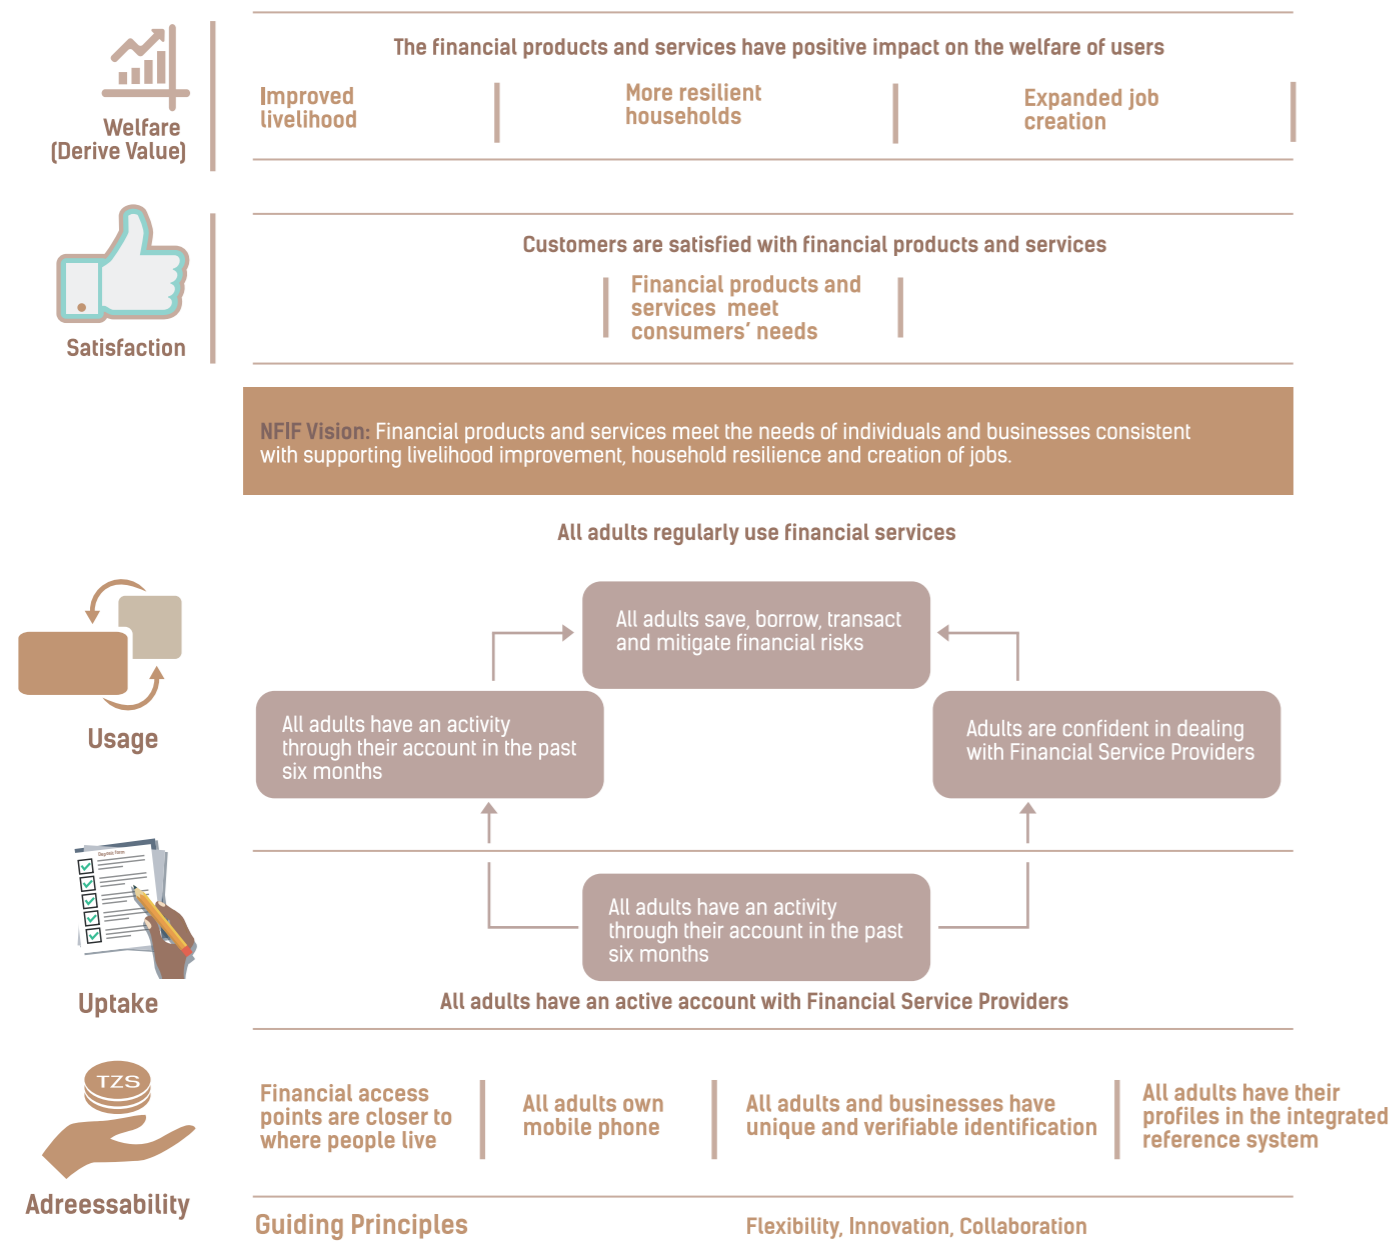 The financial products and services have positive impact on the welfare of users
Improved
livelihood
More resilient
households
Expanded job
creation
Welfare
(Derive Value)
Customers are satisfied with financial products and services
Financial products and
services meet
consumers’ needs
Satisfaction
NFIF Vision: Financial products and services meet the needs of individuals and businesses consistent
with supporting livelihood improvement, household resilience and creation of jobs.
All adults regularly use financial services
All adults save, borrow, transact
and mitigate financial risks
All adults have an activity
through their account in the past
six months
Adults are confident in dealing
with Financial Service Providers
Usage
All adults have an activity
through their account in the past
six months
Uptake
All adults have an active account with Financial Service Providers
TZS
Financial access
points are closer to
where people live
All adults own
mobile phone
All adults and businesses have
unique and verifiable identification
All adults have their
profiles in the integrated
reference system
Adreessability
Guiding Principles
Flexibility, Innovation, Collaboration